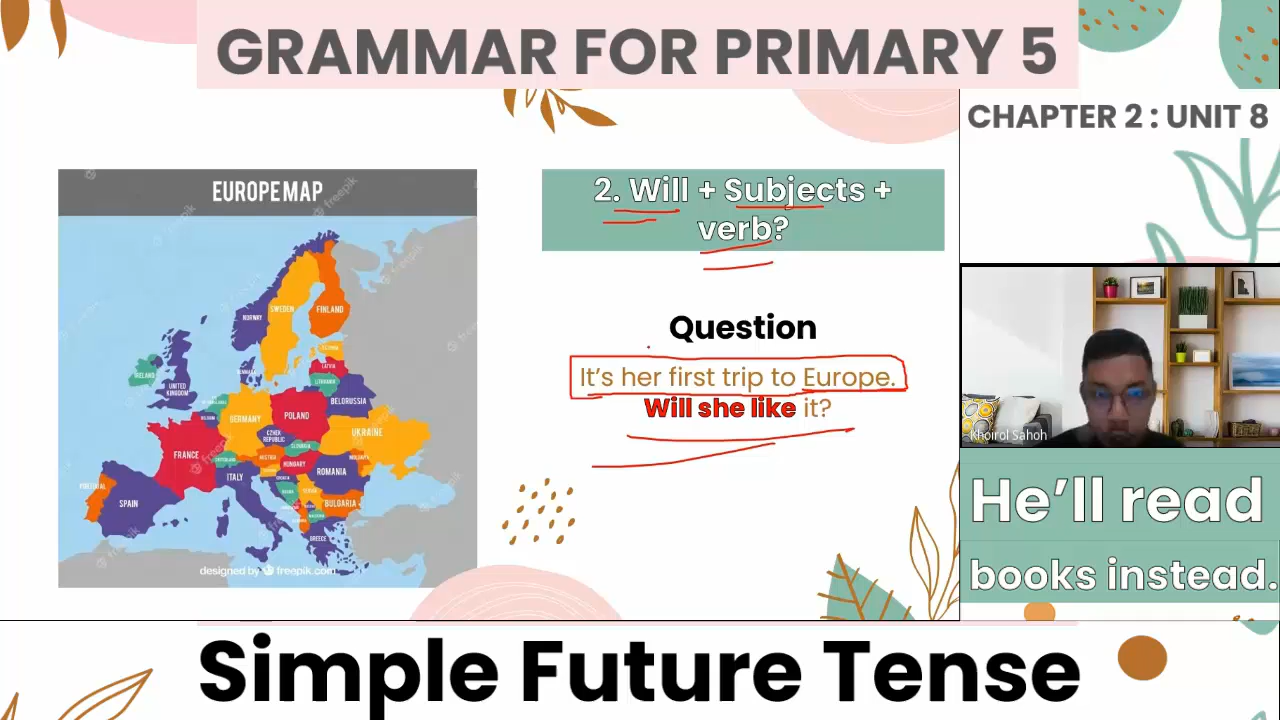 GRAMMAR FOR PRIMARY 5
CHAPTER 2 : UNIT 8
EUROPE MAP
freepik
freepik
2. Will + Subjects +
verb?
Question
It's her first trip to Europe.
Will she like it?
NORWAY
SWEDEN
FINLAND
LATVIA
LITHUANIA
IRELAND
UNITED
KINGDOM
BELORUSSIA
GERMANY
POLAND
CZHEK
REPUBLIC
UKRAINE
FRANCE
HUNGARY
ROMANIA
ITALY
PORTUGAL
SPAIN
BULGARIA
GREECE
designed by freepik.com
Khoirol Sahoh
He'll read
books instead.
Simple Future Tense